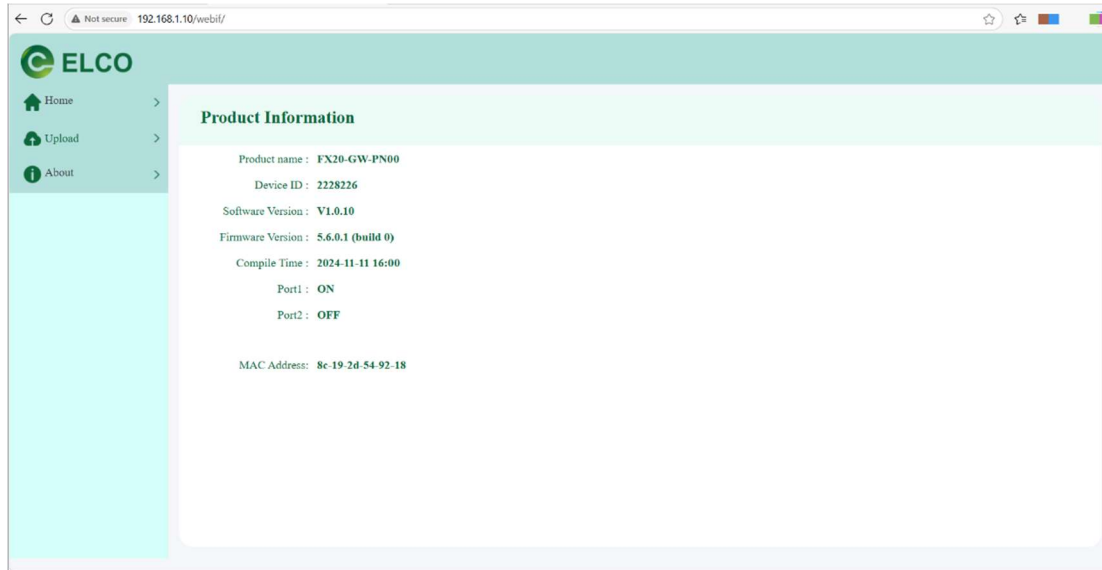 Not secure 192.168.1.10/webif/
ELCO
Home
Upload
About
Product Information
Product name : FX20-GW-PN00
Device ID : 2228226
Software Version : V1.0.10
Firmware Version : 5.6.0.1 (build 0)
Compile Time : 2024-11-11 16:00
Port1 : ON
Port2 : OFF
MAC Address: 8c-19-2d-54-92-18